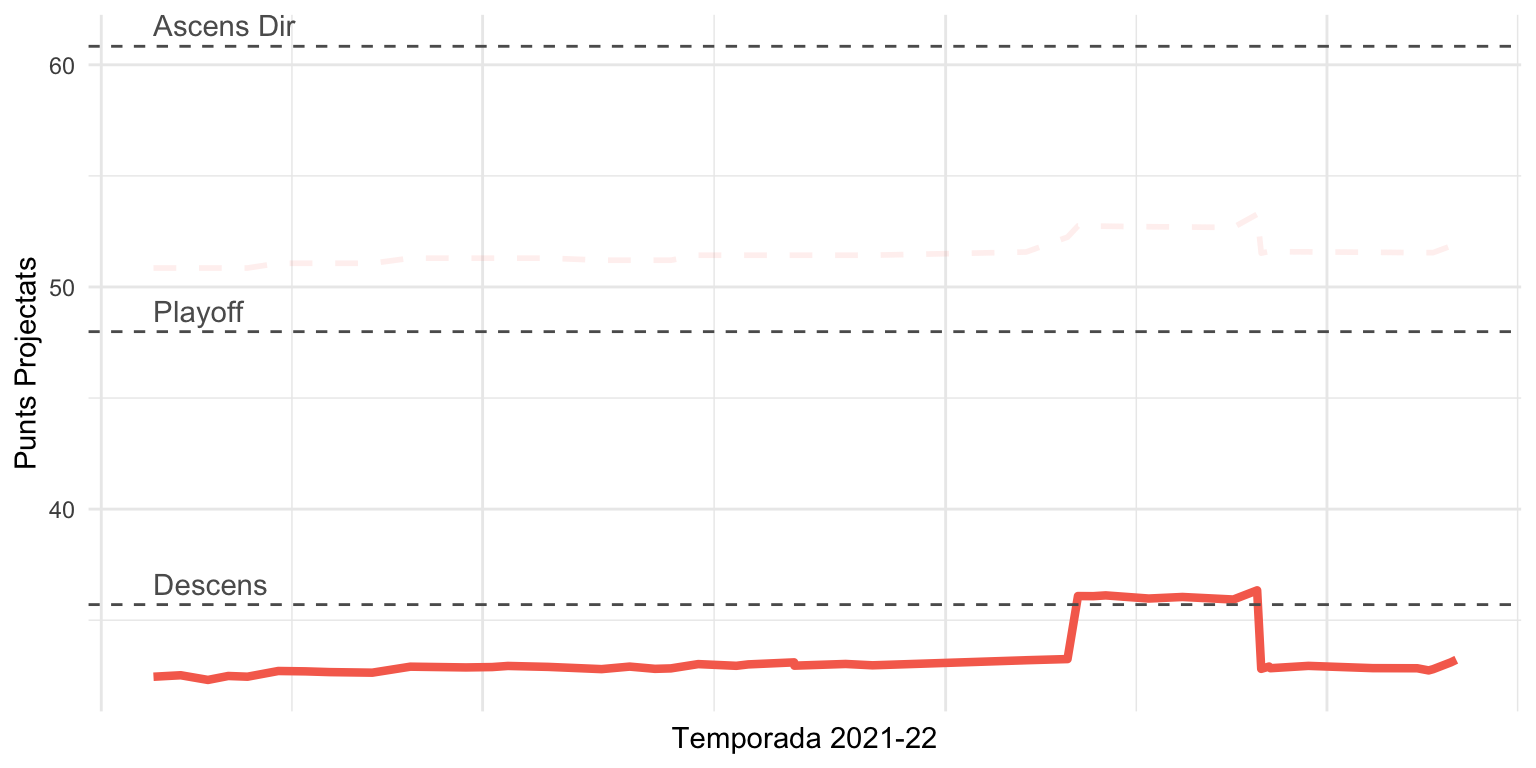 Ascens Dir
60
50
Playoff
40
Descens
Punts Projectats
Temporada 2021-22